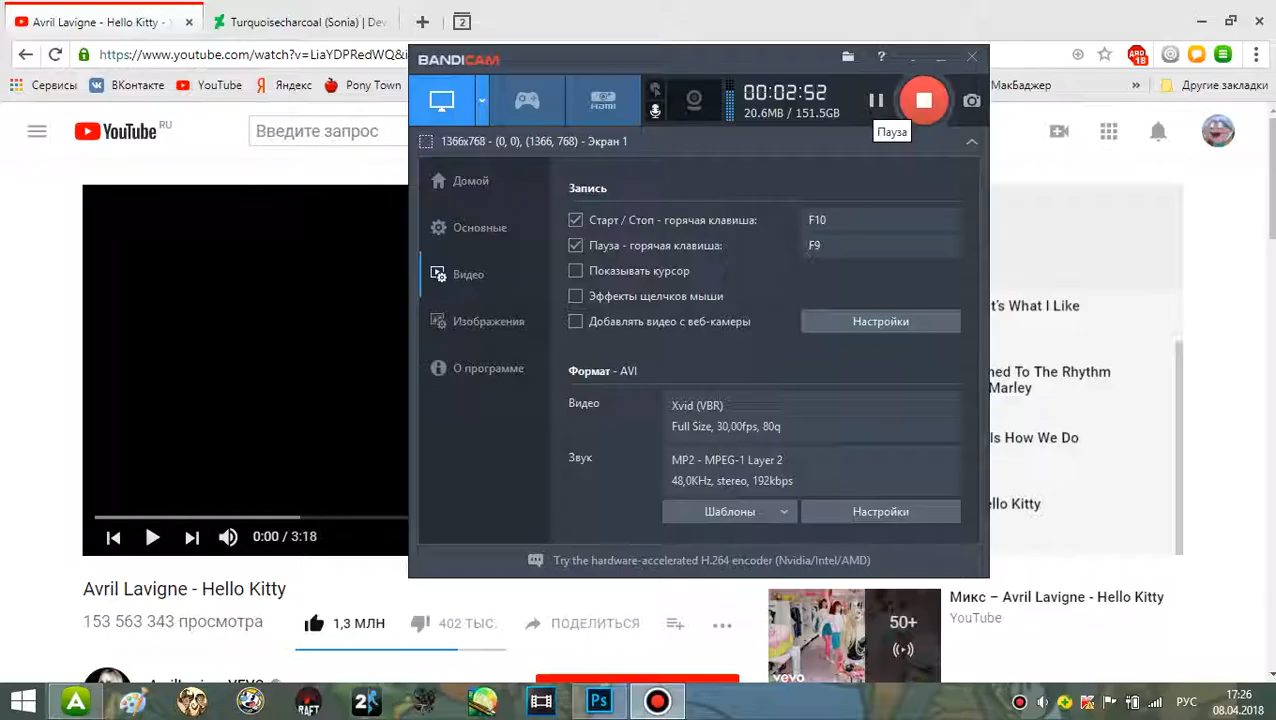 Avril Lavigne - Hello Kitty -
Turquoisecharcoal (Sonia) | Dev
2
https://www.youtube.com/watch?v=LiaYDPRedWQ&
ABP
18
Сервисы
ВКонтакте
YouTube
Яндекс
Pony Town
МакБаджер
»
Другие закладки
YouTube RU
Введите запрос
BANDICAM
HDMI
00:02:52
20.6MB / 151.5GB
Пауза
1366x768 - (0, 0), (1366, 768) - Экран 1
Домой
Основные
Видео
Изображения
О программе
Запись
Старт / Стоп - горячая клавиша:
F10
Пауза - горячая клавиша:
F9
Показывать курсор
Эффекты щелчков мыши
Добавлять видео с веб-камеры
Настройки
Формат - AVI
Видео
Xvid (VBR)
Full Size, 30,00fps, 80q
Звук
MP2 - MPEG-1 Layer 2
48,0KHz, stereo, 192kbps
Шаблоны
Настройки
Try the hardware-accelerated H.264 encoder (Nvidia/Intel/AMD)
t's What I Like
ned To The Rhythm
Marley
Is How We Do
ello Kitty
0:00 / 3:18
Avril Lavigne - Hello Kitty
153 563 343 просмотра
1,3 МЛН
402 ТЫС.
ПОДЕЛИТЬСЯ
50+
vevo
Микс – Avril Lavigne - Hello Kitty
YouTube
RAFT
Ps
РУС
17:26
08.04.2018